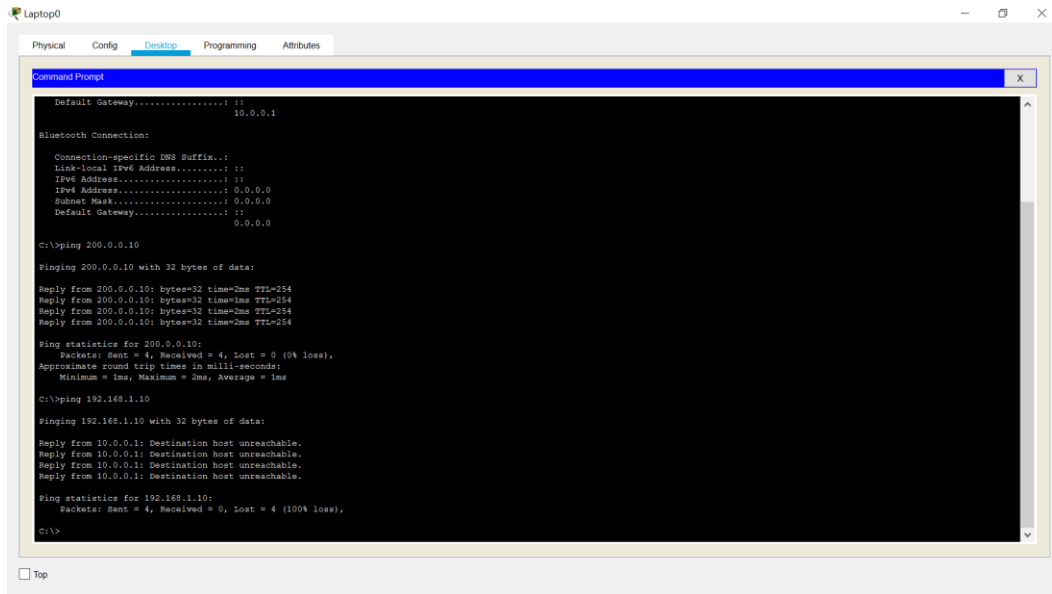 Laptop0
Physical Config Desktop Programming Attributes
Command Prompt
X
Default Gateway.................: ::
10.0.0.1
Bluetooth Connection:
Connection-specific DNS Suffix..:
Link-local IPv6 Address.........: ::
IPv6 Address....................: ::
IPv4 Address....................: 0.0.0.0
Subnet Mask.....................: 0.0.0.0
Default Gateway.................: ::
0.0.0.0
C:\>ping 200.0.0.10
Pinging 200.0.0.10 with 32 bytes of data:
Reply from 200.0.0.10: bytes=32 time=2ms TTL=254
Reply from 200.0.0.10: bytes=32 time=1ms TTL=254
Reply from 200.0.0.10: bytes=32 time=2ms TTL=254
Reply from 200.0.0.10: bytes=32 time=2ms TTL=254
Ping statistics for 200.0.0.10:
Packets: Sent = 4, Received = 4, Lost = 0 (0% loss),
Approximate round trip times in milli-seconds:
Minimum = 1ms, Maximum = 2ms, Average = 1ms
C:\>ping 192.168.1.10
Pinging 192.168.1.10 with 32 bytes of data:
Reply from 10.0.0.1: Destination host unreachable.
Reply from 10.0.0.1: Destination host unreachable.
Reply from 10.0.0.1: Destination host unreachable.
Reply from 10.0.0.1: Destination host unreachable.
Ping statistics for 192.168.1.10:
Packets: Sent = 4, Received = 0, Lost = 4 (100% loss),
C:\>
Top